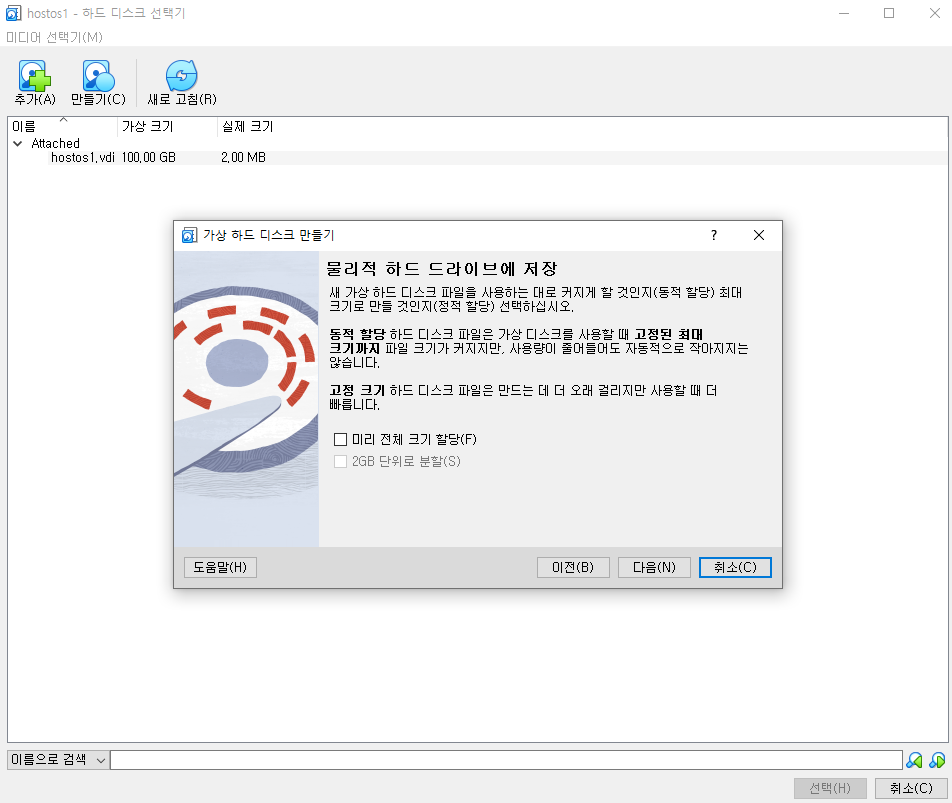 hostos1 - 하드 디스크 선택기
미디어 선택기(M)
추가(A) 만들기(C) 새로 고침(R)
이름 가상 크기 실제 크기
Attached
hostos1.vdi 100.00 GB 2.00 MB
가상 하드 디스크 만들기 ?
물리적 하드 드라이브에 저장
새 가상 하드 디스크 파일을 사용하는 대로 커지게 할 것인지(동적 할당) 최대
크기로 만들 것인지(정적 할당) 선택하십시오.
동적 할당 하드 디스크 파일은 가상 디스크를 사용할 때 고정된 최대
크기까지 파일 크기가 커지지만, 사용량이 줄어들어도 자동적으로 작아지지는
않습니다.
고정 크기 하드 디스크 파일은 만드는 데 더 오래 걸리지만 사용할 때 더
빠릅니다.
미리 전체 크기 할당(F)
2GB 단위로 분할(S)
도움말(H) 이전(B) 다음(N) 취소(C)
이름으로 검색
선택(H) 취소(C)